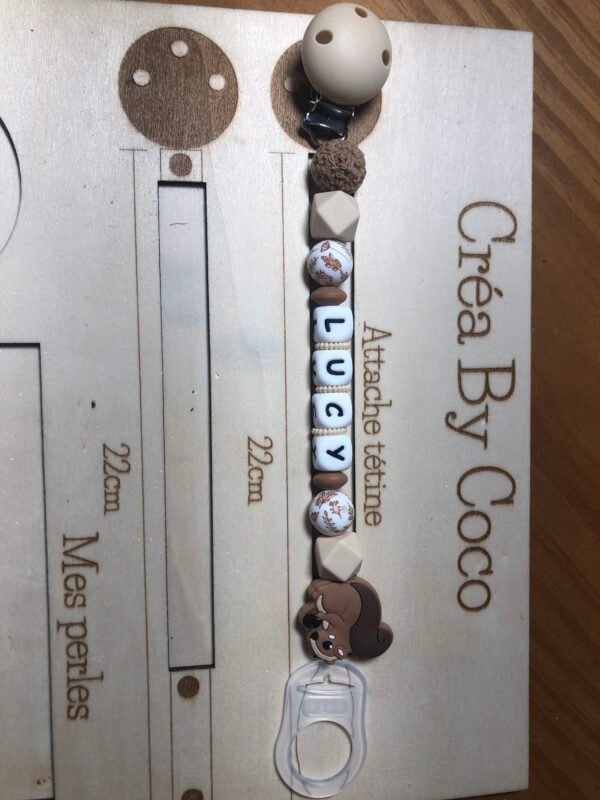 Créa By Coco
Attache tétine
LUCY
22cm
22cm
Mes perles